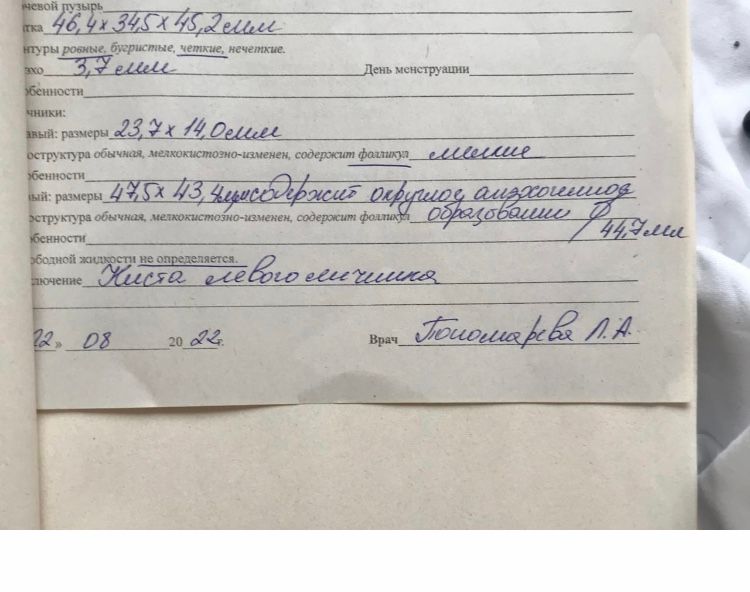 чевой пузырь
тка 46,4 x 34,5 x 45,2 мм
нтуры ровные, бугристые, четкие, нечеткие.
эхо 3,7 мм День менструации
обенности
чники:
авый: размеры 23,7 x 14,0 мм
оструктура обычная, мелкокистозно-изменен, содержит фолликул мелкие
обенности
ый: размеры 47,5 x 43,4 мм содержит округлое анэхогенное
оструктура обычная, мелкокистозно-изменен, содержит фолликул образование ф
обенности 44,7 мм
ободной жидкости не определяется.
лючение Киста левого яичника
22» 08 2022г. Врач Пономарева Л.А.